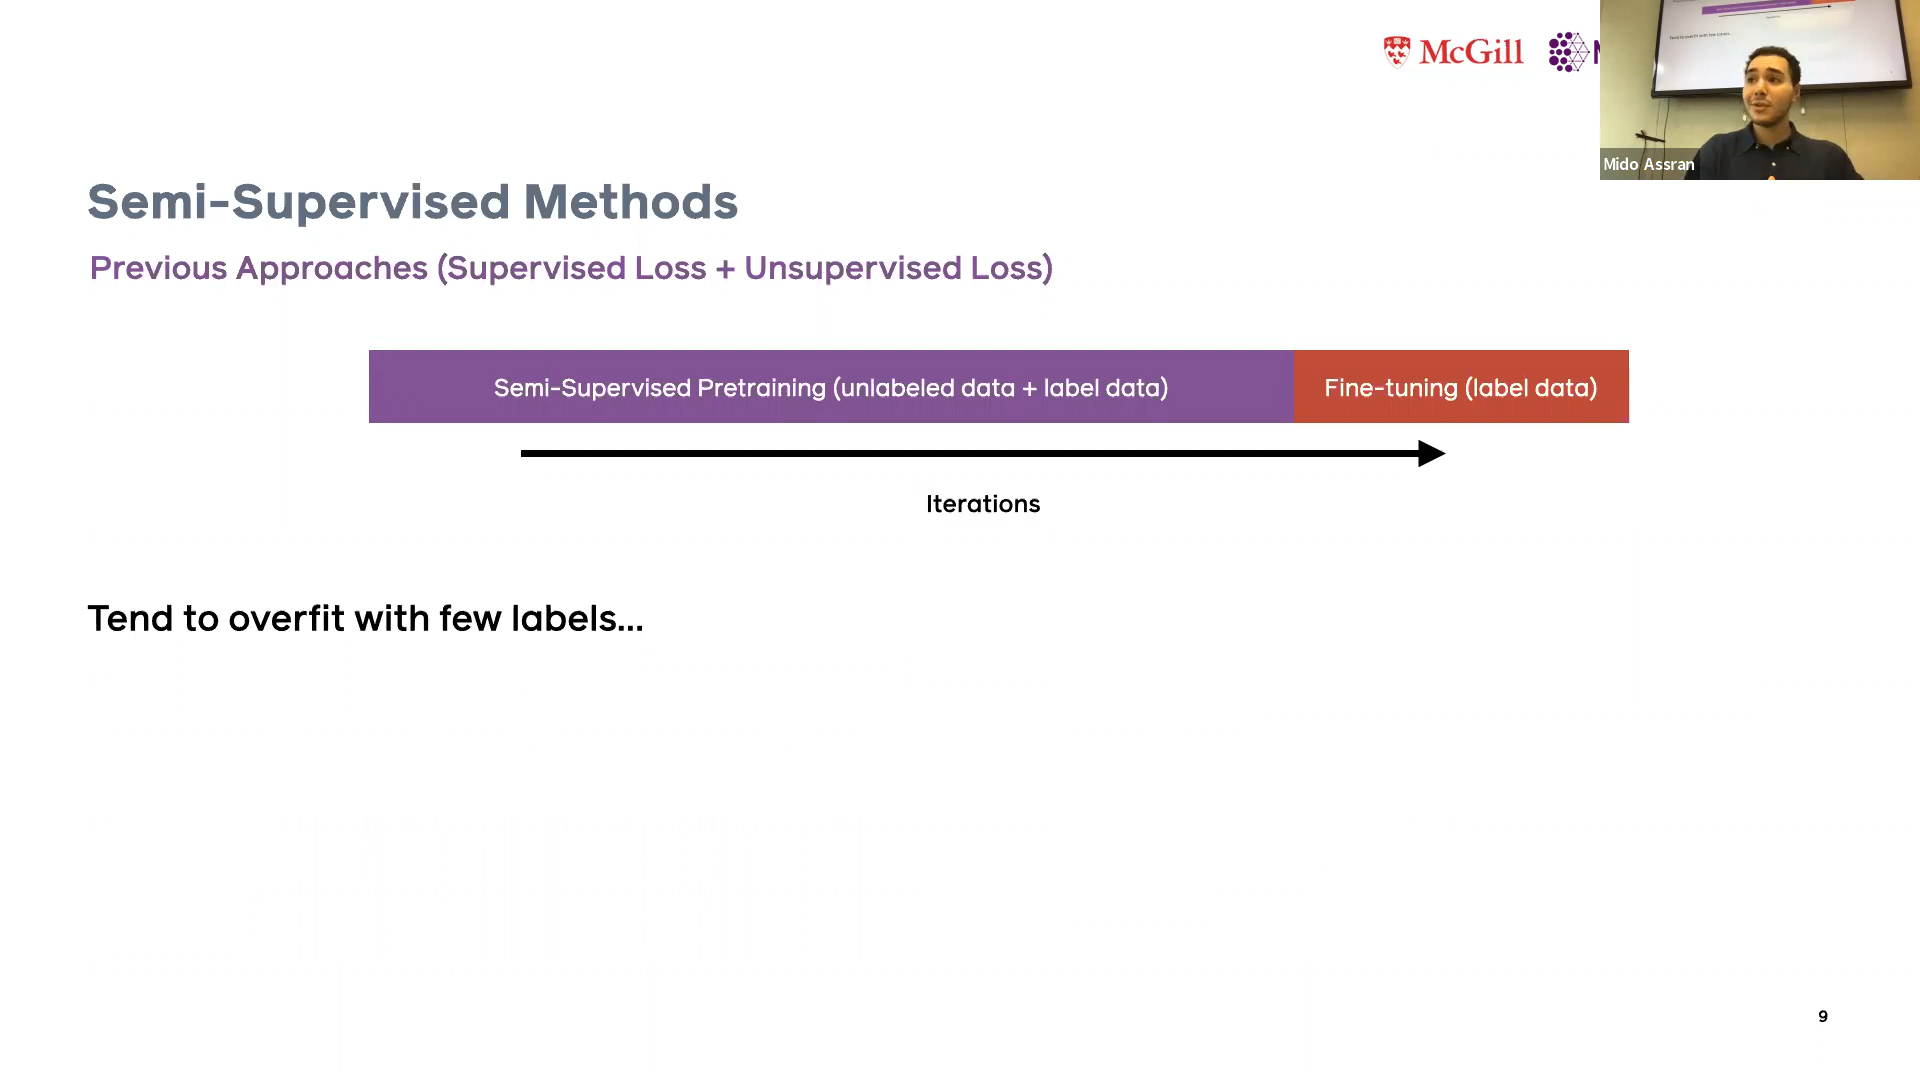 McGill
Mido Assran
Semi-Supervised Methods
Previous Approaches (Supervised Loss + Unsupervised Loss)
Semi-Supervised Pretraining (unlabeled data + label data)
Fine-tuning (label data)
Iterations
Tend to overfit with few labels...
9